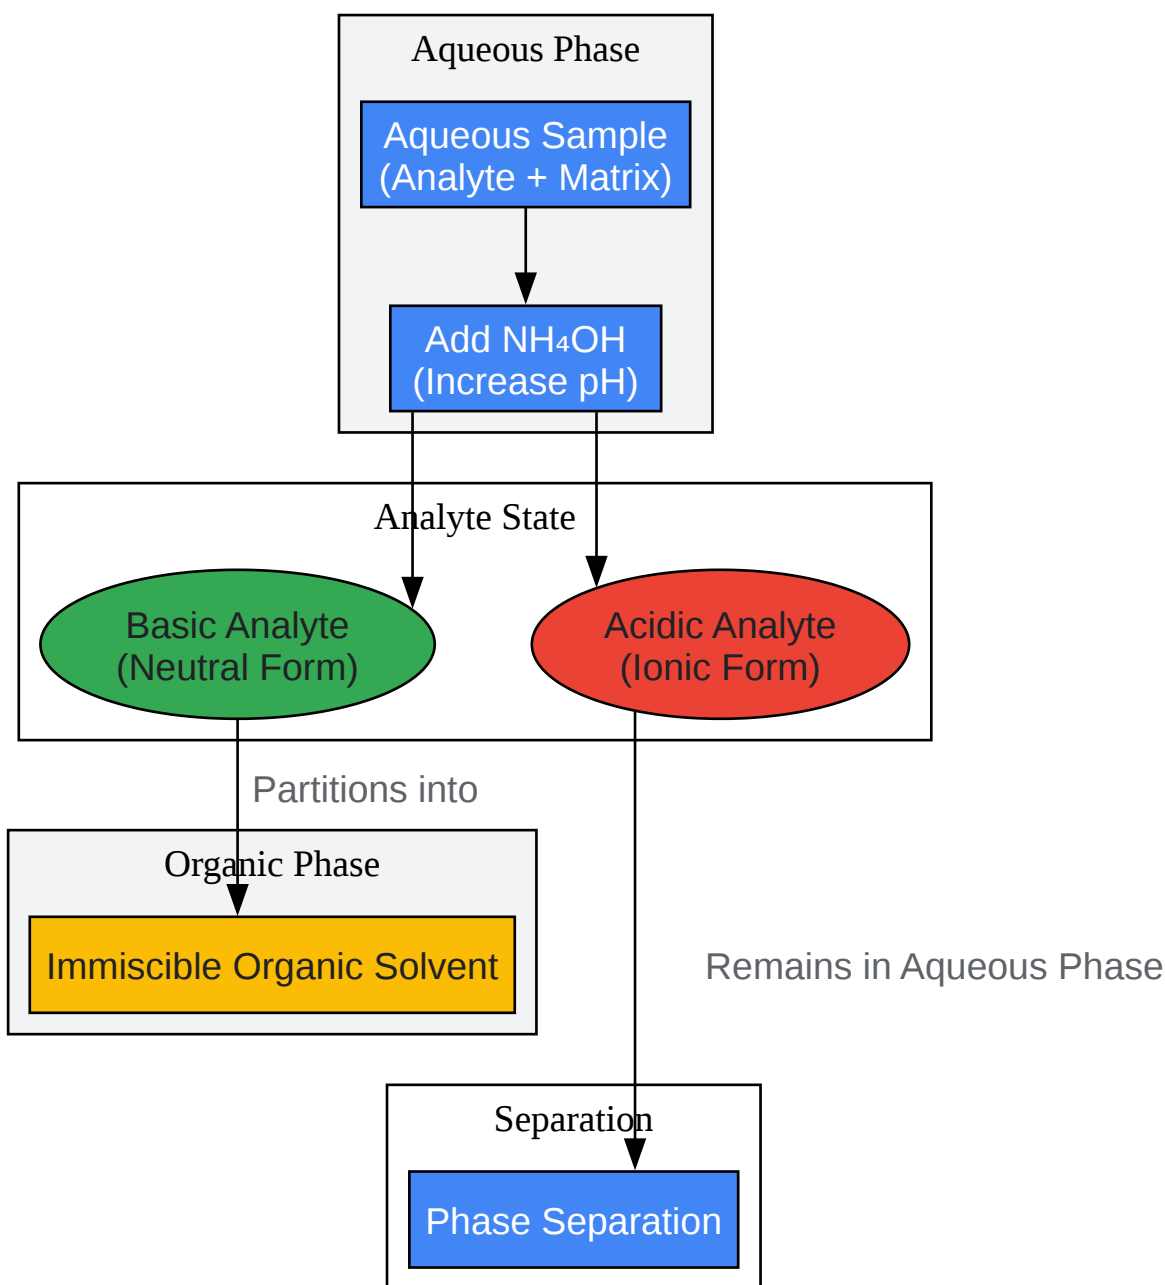 Aqueous Phase
Aqueous Sample
(Analyte + Matrix)
Add NH₄OH
(Increase pH)
Analyte State
Basic Analyte
(Neutral Form)
Acidic Analyte
(Ionic Form)
Partitions into
Organic Phase
Immiscible Organic Solvent
Remains in Aqueous Phase
Separation
Phase Separation